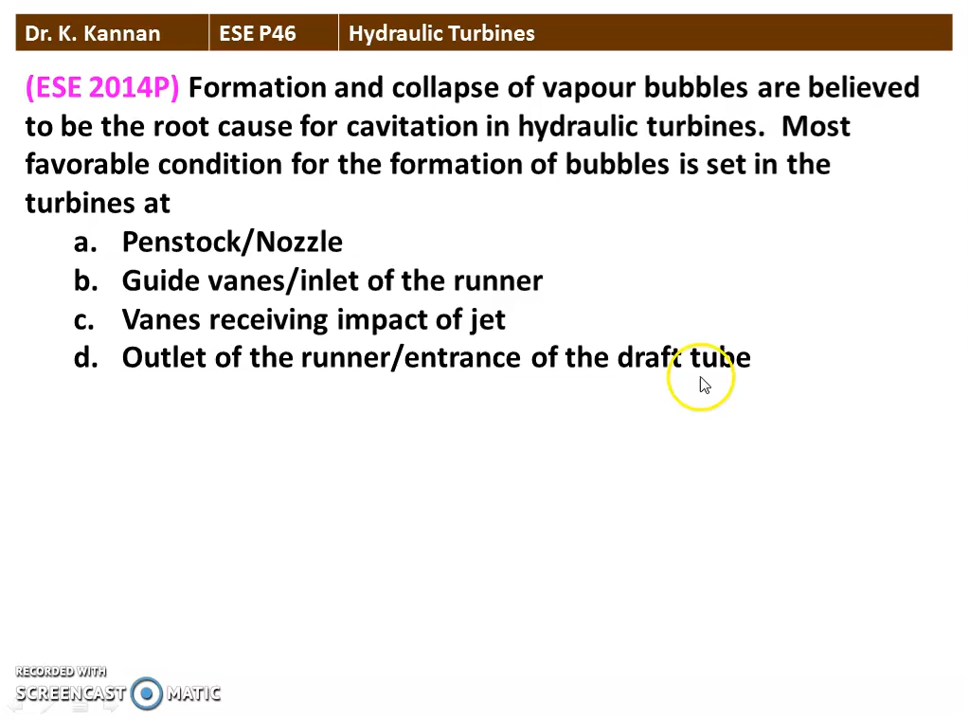 Dr. K. Kannan ESE P46 Hydraulic Turbines
(ESE 2014P) Formation and collapse of vapour bubbles are believed
to be the root cause for cavitation in hydraulic turbines. Most
favorable condition for the formation of bubbles is set in the
turbines at
a. Penstock/Nozzle
b. Guide vanes/inlet of the runner
c. Vanes receiving impact of jet
d. Outlet of the runner/entrance of the draft tube
RECORDED WITH
SCREENCAST MATIC